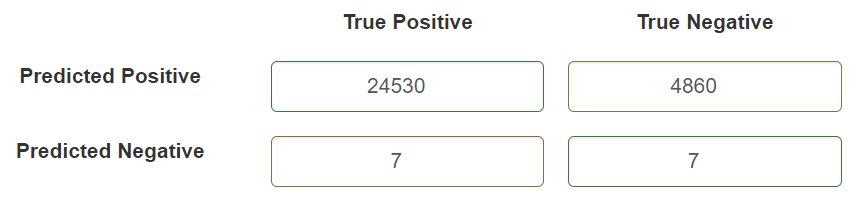 True Positive True Negative
Predicted Positive 24530 4860
Predicted Negative 7 7